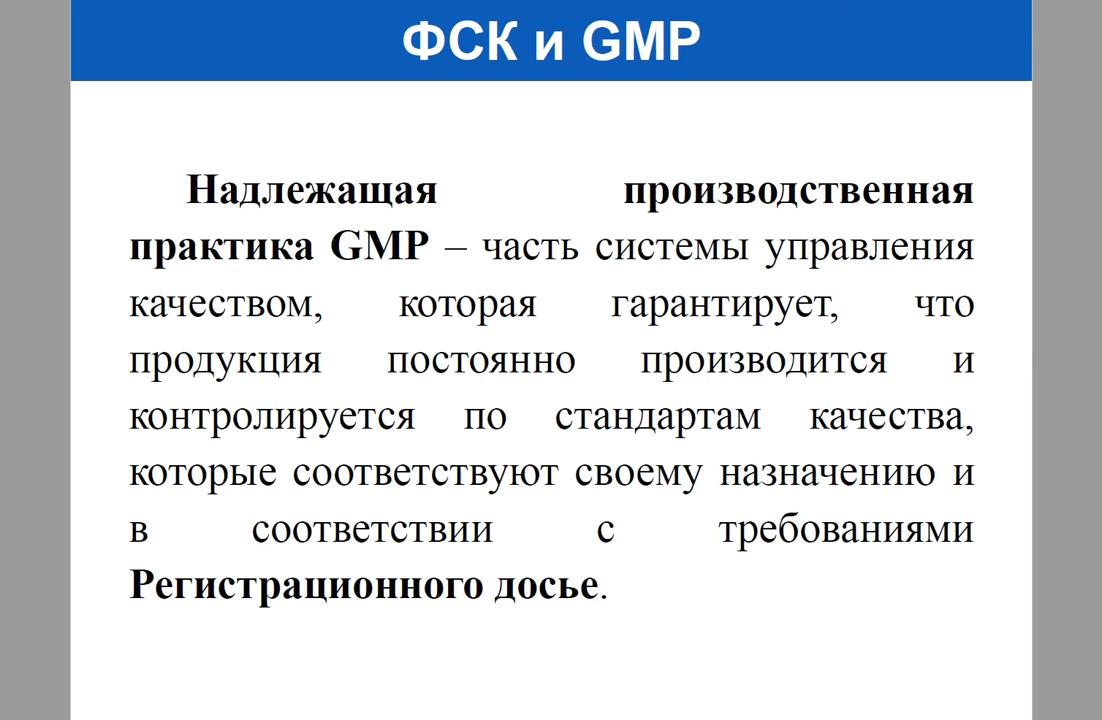 ФСК и GMP
Надлежащая производственная
практика GMP – часть системы управления
качеством, которая гарантирует, что
продукция постоянно производится и
контролируется по стандартам качества,
которые соответствуют своему назначению и
в соответствии с требованиями
Регистрационного досье.